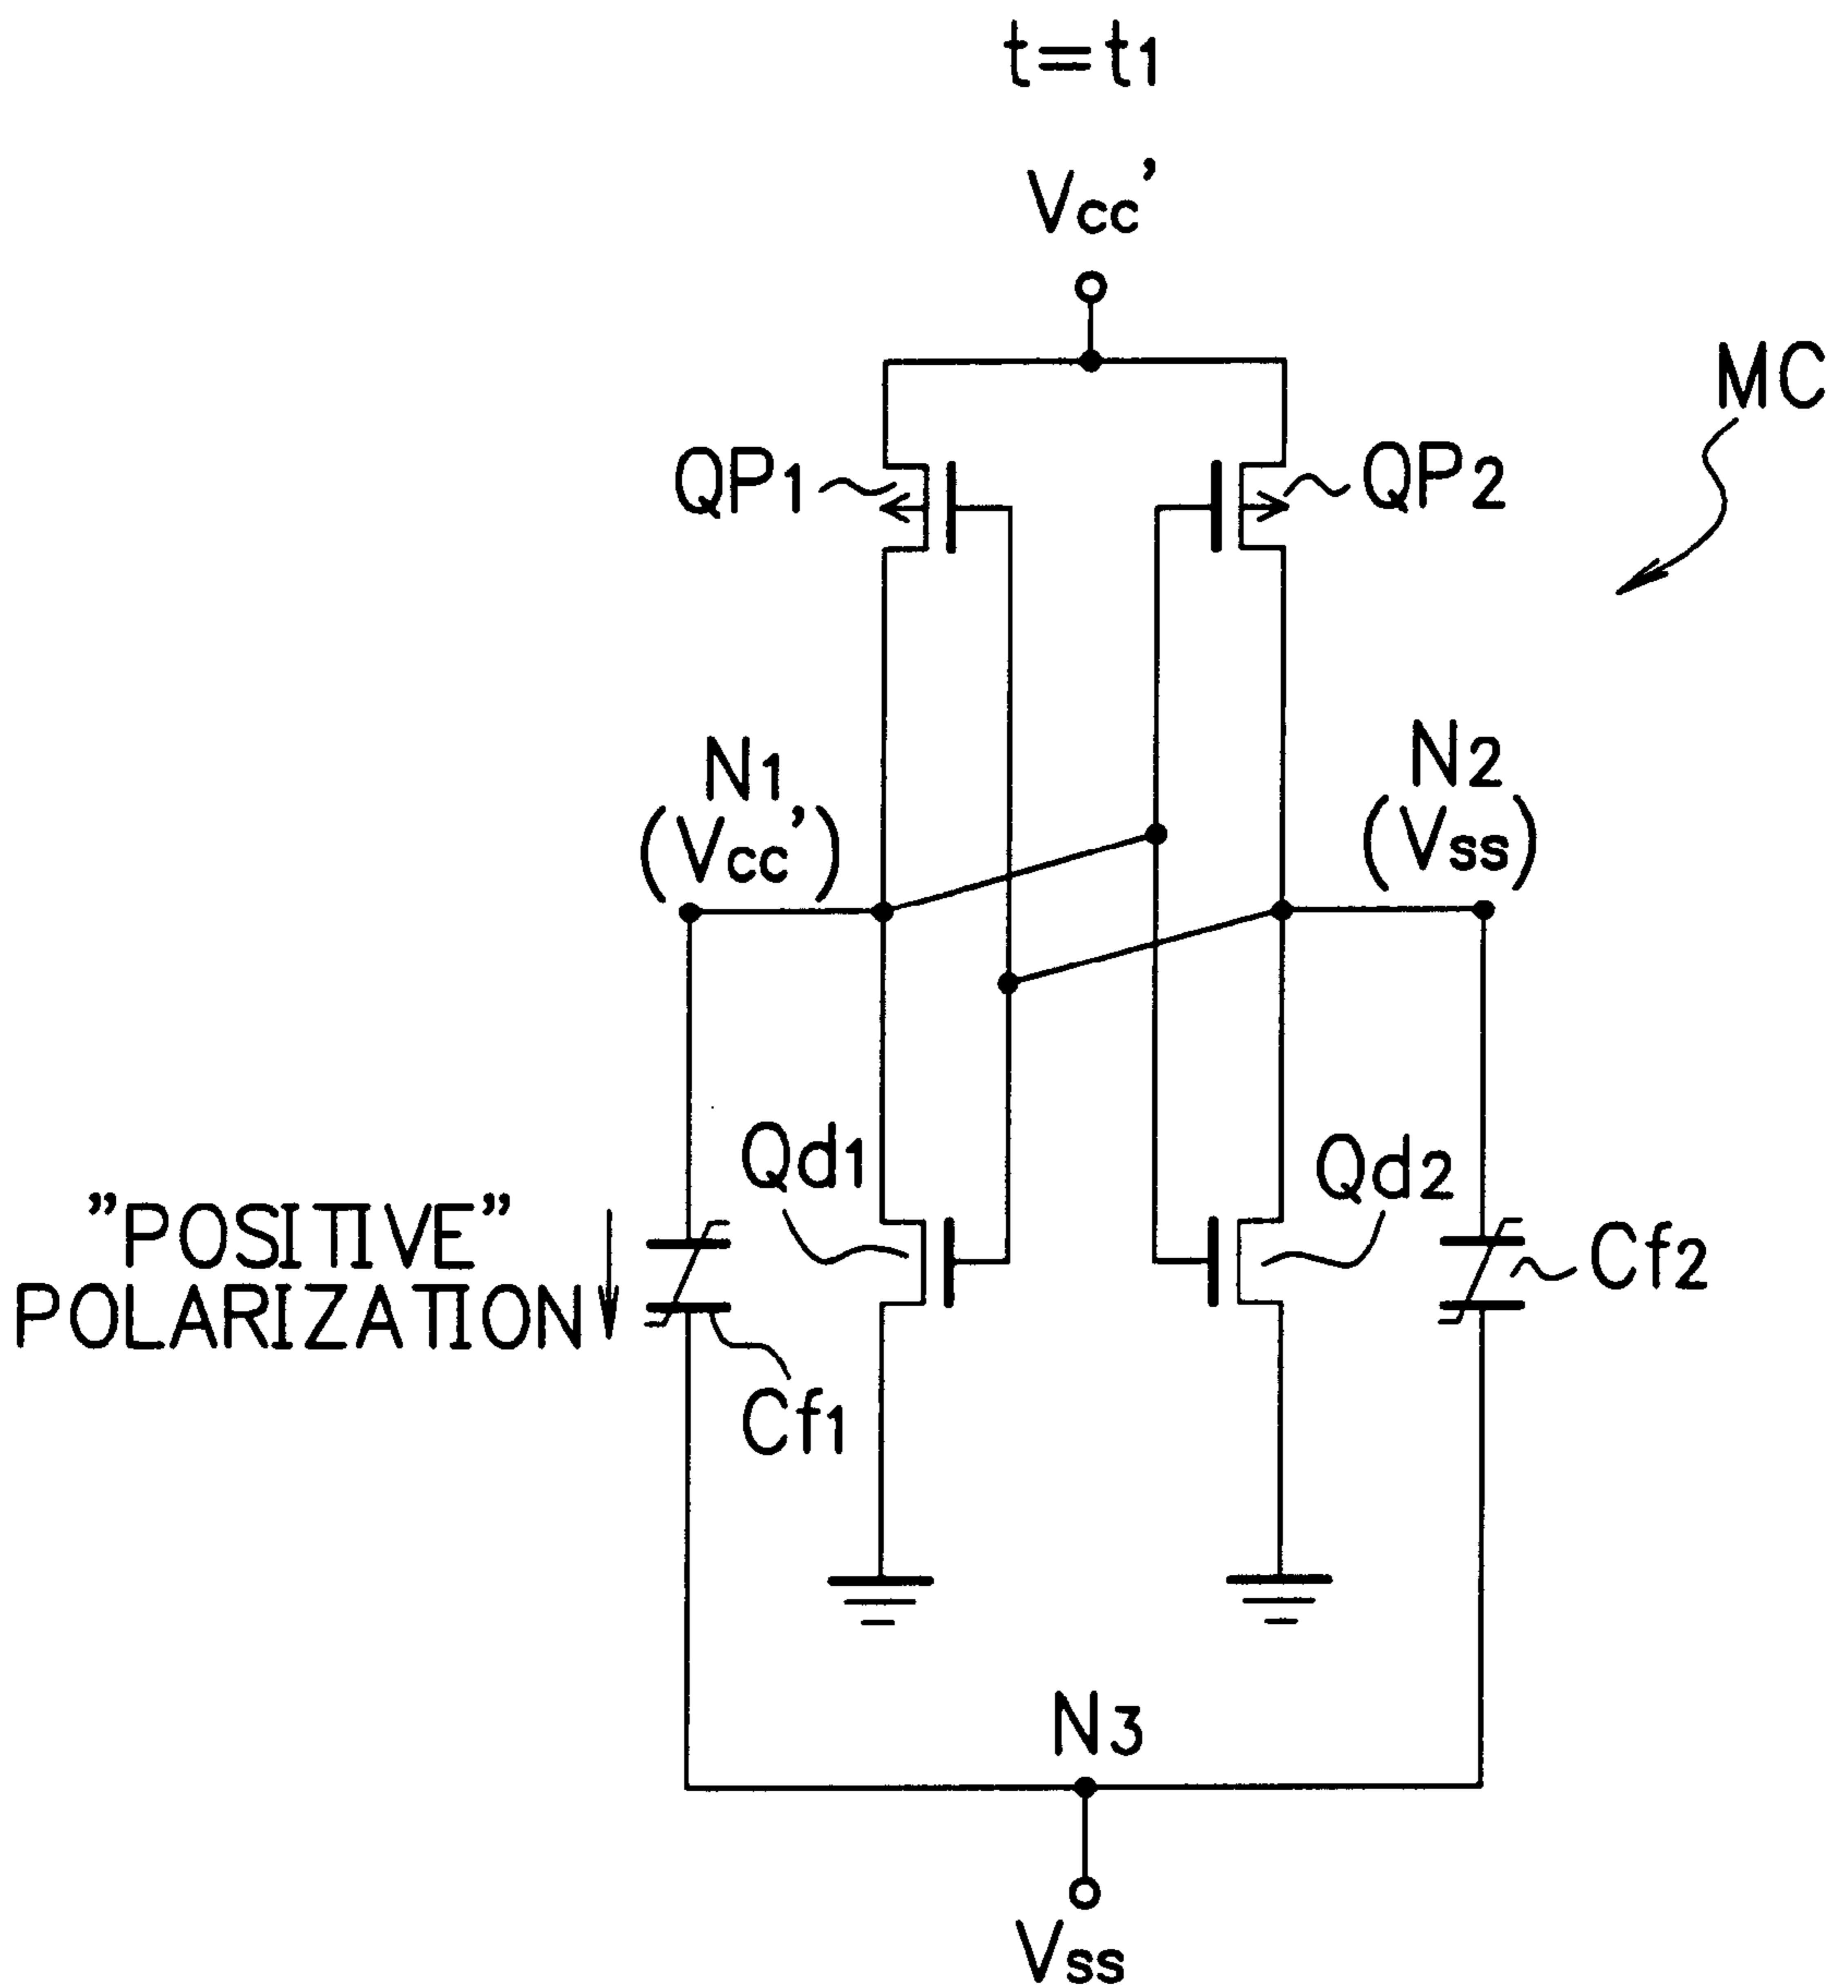 t=t1
Vcc'
MC
QP1
QP2
N1
(Vcc')
N2
(Vss)
Qd1
Qd2
"POSITIVE"
POLARIZATION
Cf2
Cf1
N3
Vss